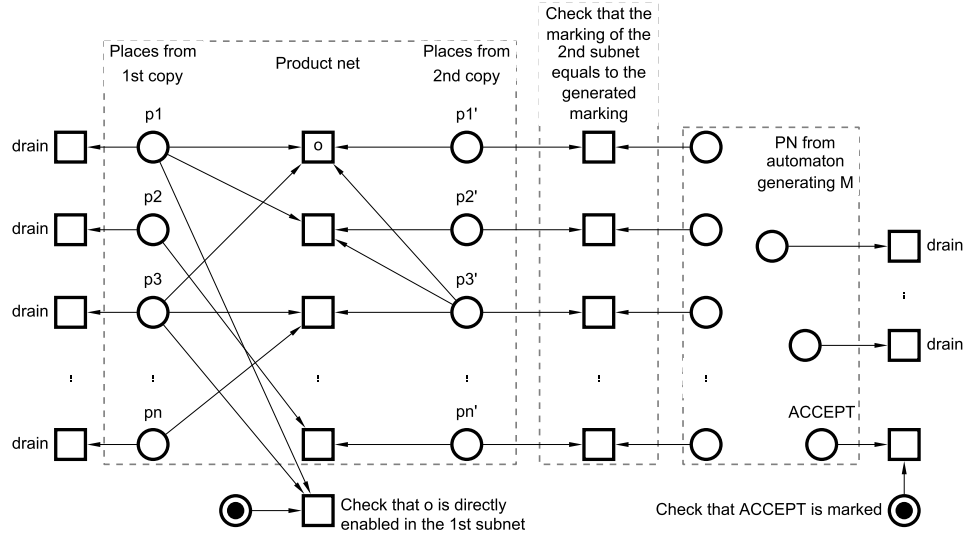 Check that the
marking of the
2nd subnet
equals to the
generated
marking
Places from
1st copy
Product net
Places from
2nd copy
p1
p1'
PN from
automaton
generating M
drain
o
p2
p2'
drain
drain
p3
p3'
drain
drain
pn
pn'
ACCEPT
drain
Check that o is directly
enabled in the 1st subnet
Check that ACCEPT is marked